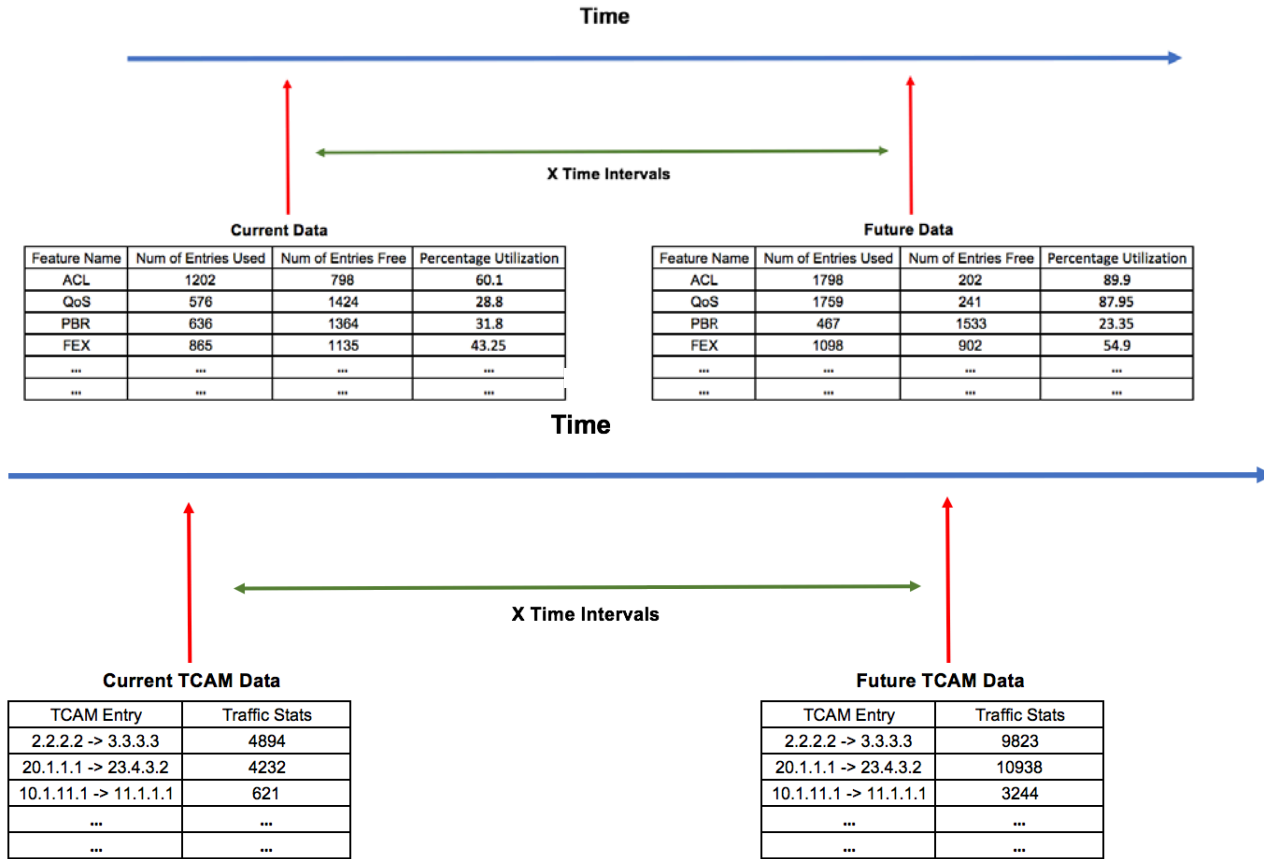 Time
X Time Intervals
Current Data
Feature Name Num of Entries Used Num of Entries Free Percentage Utilization
ACL 1202 798 60.1
QoS 576 1424 28.8
PBR 636 1364 31.8
FEX 865 1135 43.25
... ... ... ...
... ... ... ...
Future Data
Feature Name Num of Entries Used Num of Entries Free Percentage Utilization
ACL 1798 202 89.9
QoS 1759 241 87.95
PBR 467 1533 23.35
FEX 1098 902 54.9
... ... ... ...
... ... ... ...
Time
X Time Intervals
Current TCAM Data
TCAM Entry Traffic Stats
2.2.2.2 -> 3.3.3.3 4894
20.1.1.1 -> 23.4.3.2 4232
10.1.11.1 -> 11.1.1.1 621
... ...
... ...
Future TCAM Data
TCAM Entry Traffic Stats
2.2.2.2 -> 3.3.3.3 9823
20.1.1.1 -> 23.4.3.2 10938
10.1.11.1 -> 11.1.1.1 3244
... ...
... ...